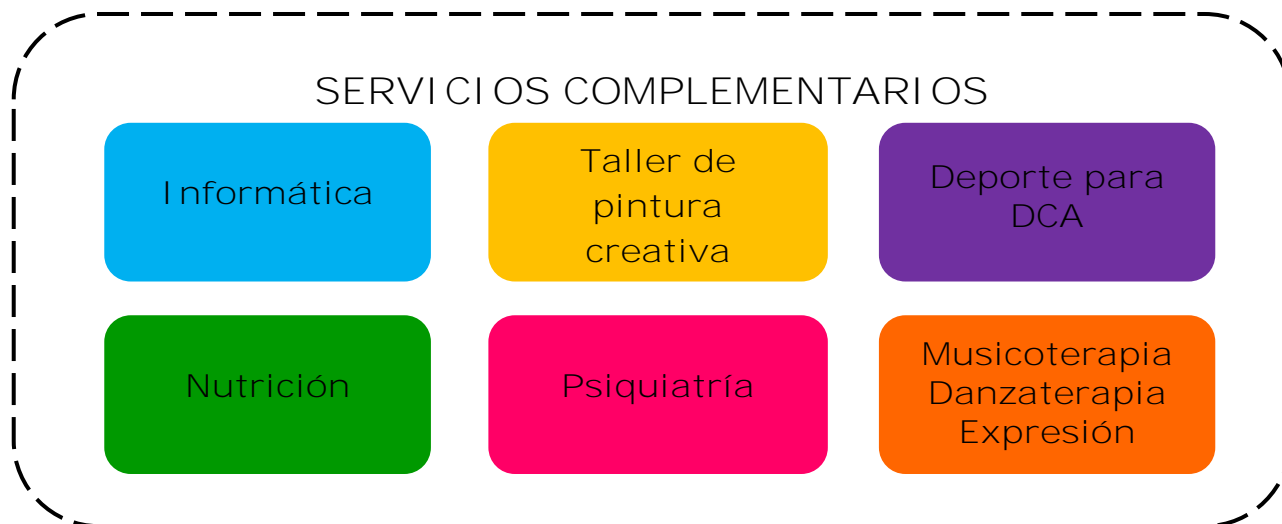 SERVICIOS COMPLEMENTARIOS
Informática
Taller de
pintura
creativa
Deporte para
DCA
Nutrición
Psiquiatría
Musicoterapia
Danzaterapia
Expresión